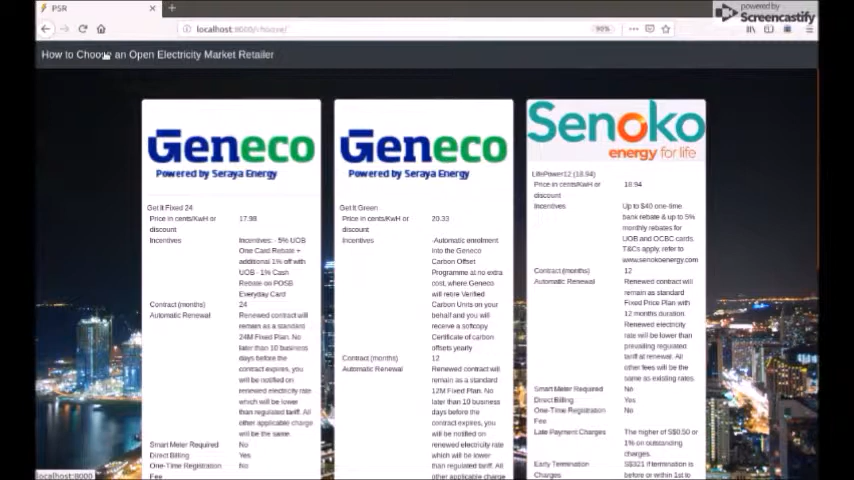 PSR
powered by
Screencastify
localhost:8000/r/home/
90%
How to Choose an Open Electricity Market Retailer
Geneco
Powered by Seraya Energy
Get It Fixed 24
Price in cents/KwH or
discount
17.98
Incentives
Incentives: · 5% UOB
One Card Rebate +
additional 1% off with
UOB · 1% Cash
Rebate on POSB
Everyday Card
Contract (months)
24
Automatic Renewal
Renewed contract will
remain as a standard
24M Fixed Plan. No
later than 10 business
days before the
contract expires, you
will be notified on
renewed electricity rate
which will be lower
than regulated tariff. All
other applicable charge
will be the same.
Smart Meter Required
No
Direct Billing
Yes
One-Time Registration
Fee
No
Geneco
Powered by Seraya Energy
Get It Green
Price in cents/KwH or
discount
20.33
Incentives
-Automatic enrolment
into the Geneco
Carbon Offset
Programme at no extra
cost, where Geneco
will retire Verified
Carbon Units on your
behalf and you will
receive a softcopy
Certificate of carbon
offsets yearly
Contract (months)
12
Automatic Renewal
Renewed contract will
remain as a standard
12M Fixed Plan. No
later than 10 business
days before the
contract expires, you
will be notified on
renewed electricity rate
which will be lower
than regulated tariff. All
other applicable charge
Senoko
energy for life
LifePower12 (18.94)
Price in cents/KwH or
discount
18.94
Incentives
Up to $40 one-time
bank rebate & up to 5%
monthly rebates for
UOB and OCBC cards.
T&Cs apply, refer to
www.senokoenergy.com
Contract (months)
12
Automatic Renewal
Renewed contract will
remain as standard
Fixed Price Plan with
12 months duration.
Renewed electricity
rate will be lower than
prevailing regulated
tariff at renewal. All
other fees will be the
same as existing rates.
Smart Meter Required
No
Direct Billing
Yes
One-Time Registration
Fee
No
Late Payment Charges
The higher of S$0.50 or
1% on outstanding
charges.
Early Termination
Charges
S$321 if termination is
before or within 1st to
localhost:8000